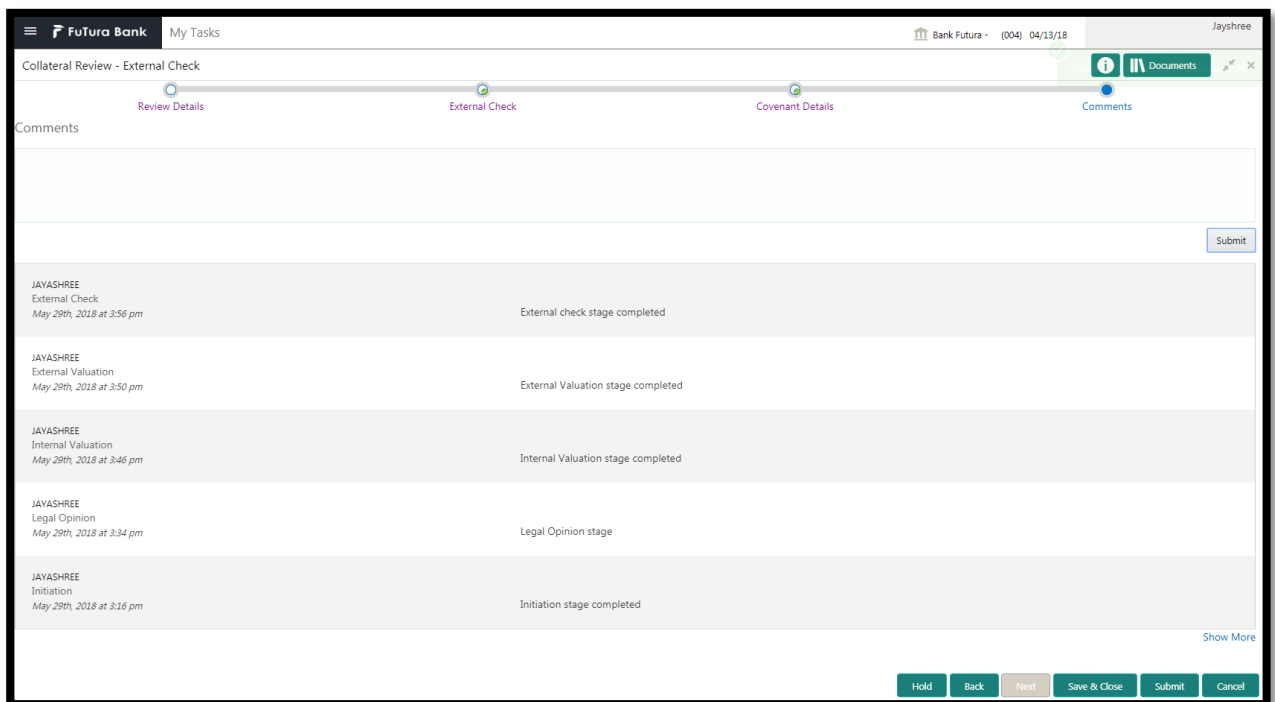 FuTura Bank My Tasks Bank Futura - (004) 04/13/18 Jayshree
Collateral Review - External Check i Documents
Review Details External Check Covenant Details Comments
Comments
Submit
JAYASHREE
External Check
May 29th, 2018 at 3:56 pm External check stage completed
JAYASHREE
External Valuation
May 29th, 2018 at 3:50 pm External Valuation stage completed
JAYASHREE
Internal Valuation
May 29th, 2018 at 3:46 pm Internal Valuation stage completed
JAYASHREE
Legal Opinion
May 29th, 2018 at 3:34 pm Legal Opinion stage
JAYASHREE
Initiation
May 29th, 2018 at 3:16 pm Initiation stage completed
Show More
Hold Back Next Save & Close Submit Cancel